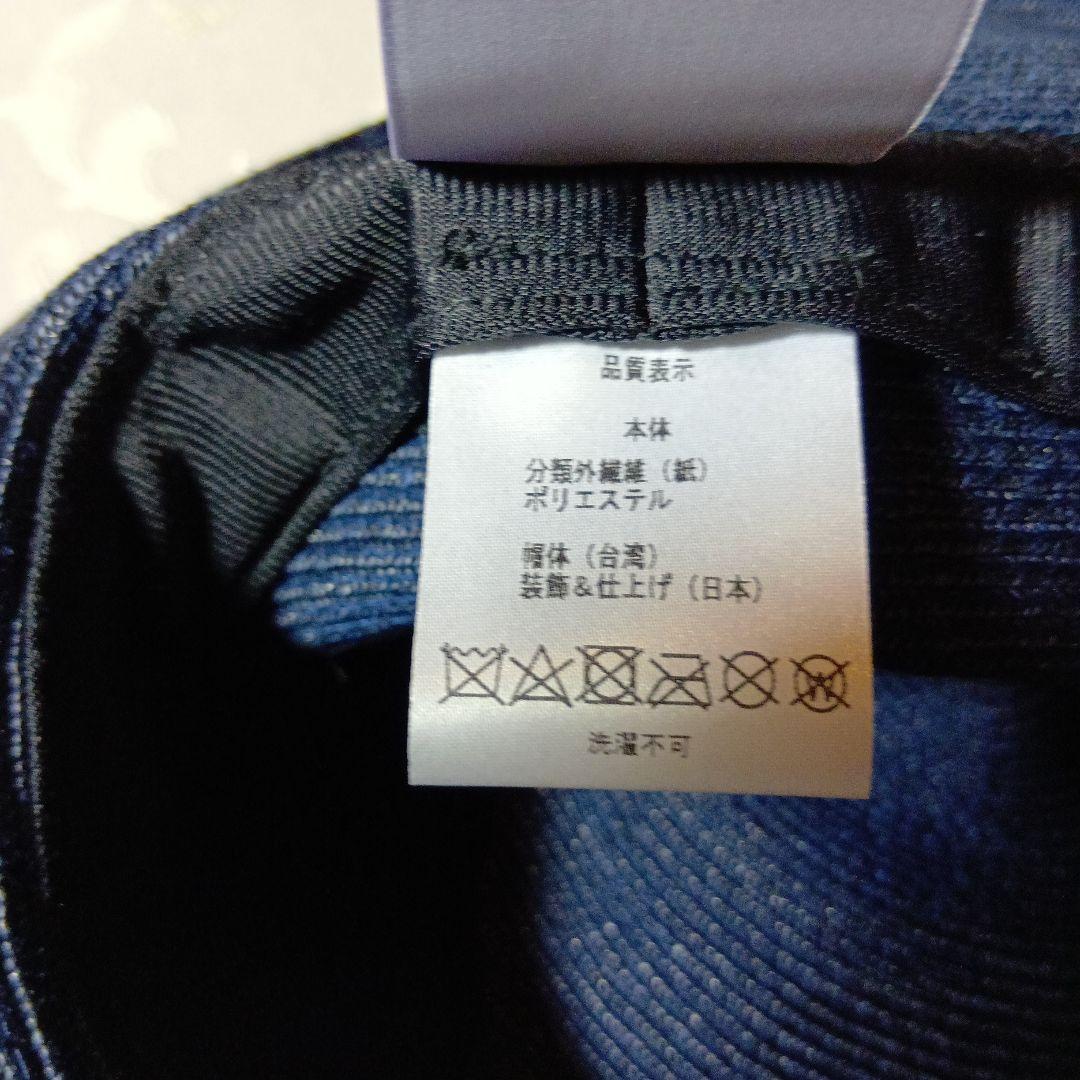 品質表示
本体
分類外繊維（紙）
ポリエステル
帽体（台湾）
装飾＆仕上げ（日本）
洗濯不可